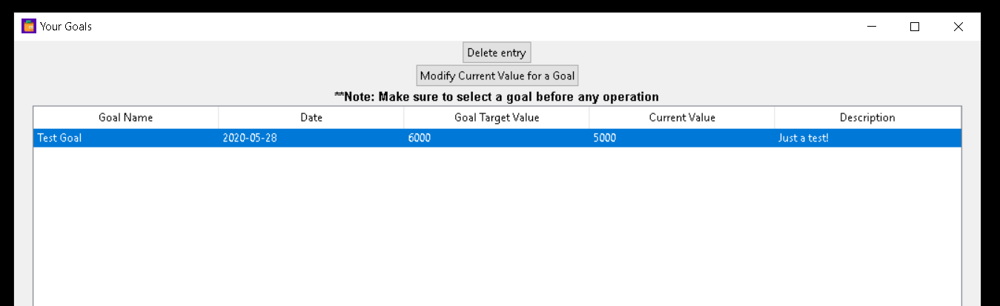 Your Goals
Delete entry
Modify Current Value for a Goal
**Note: Make sure to select a goal before any operation
Goal Name Date Goal Target Value Current Value Description
Test Goal 2020-05-28 6000 5000 Just a test!